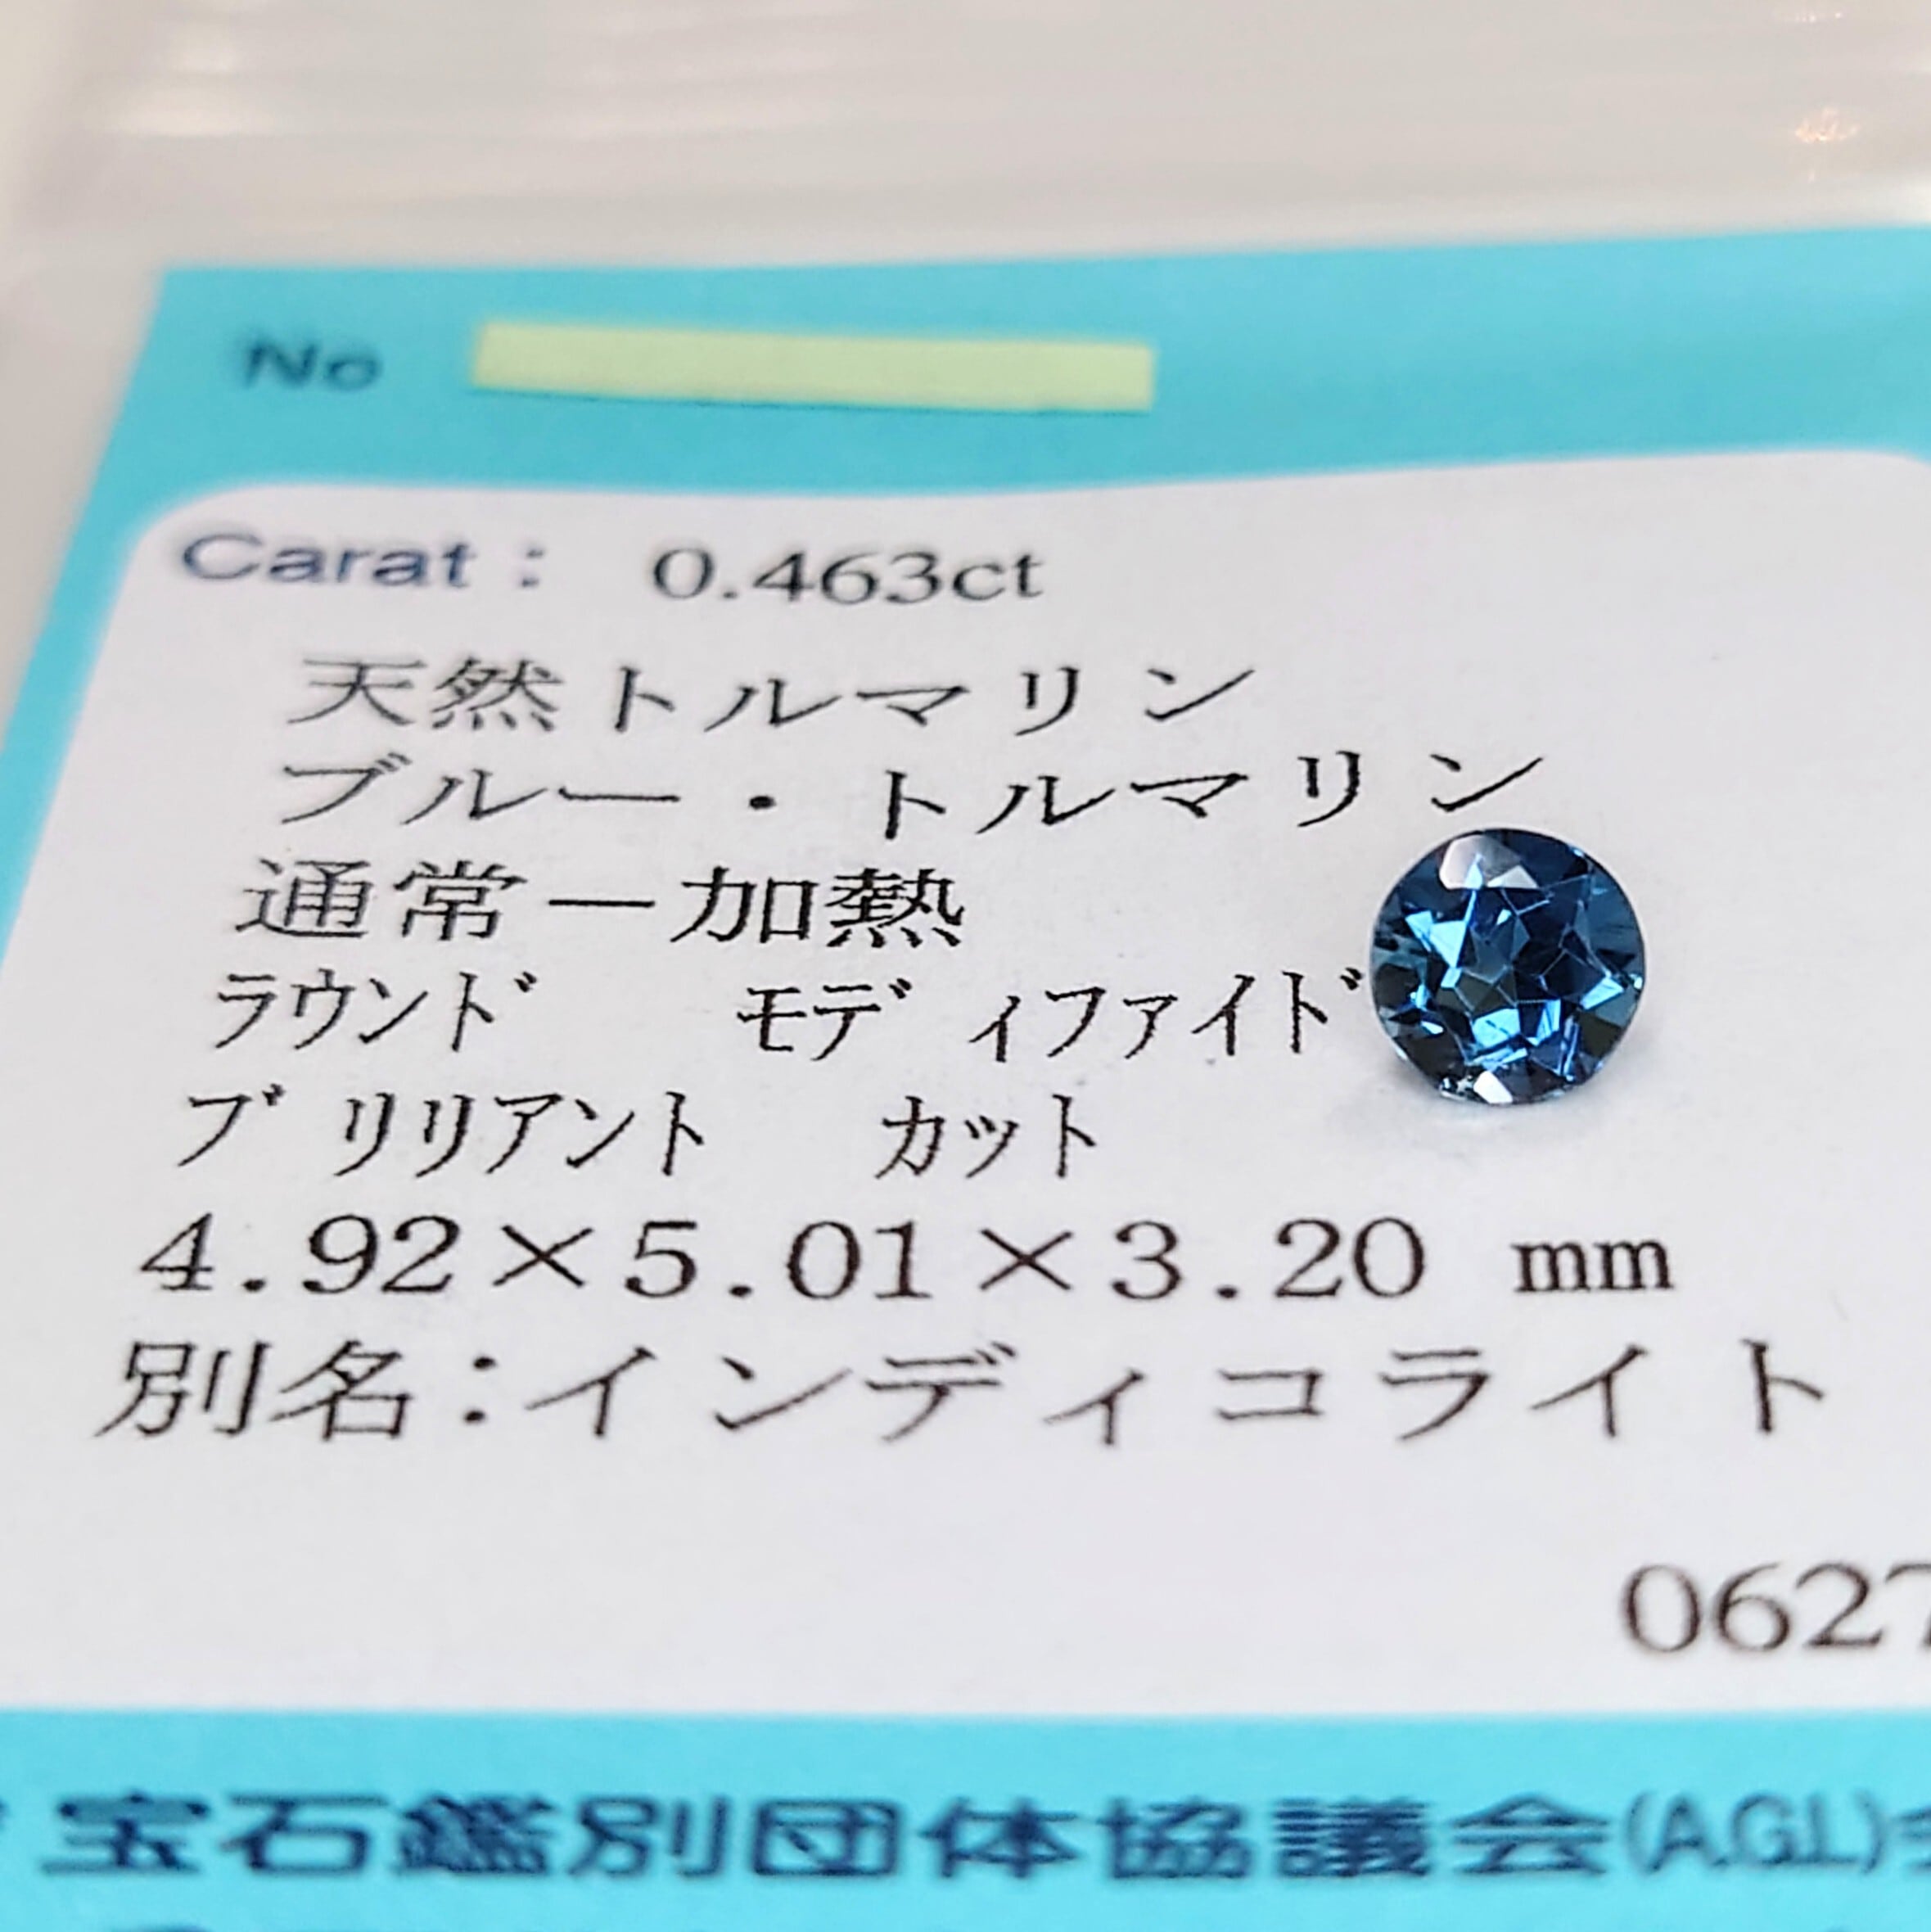 No
Carat : 0.463ct
天然トルマリン
ブルー・トルマリン
通常ー加熱
ラウンド モディファイド
ブリリアント カット
4.92×5.01×3.20 mm
別名:インディコライト
0627
宝石鑑別団体協議会(A.G.L)